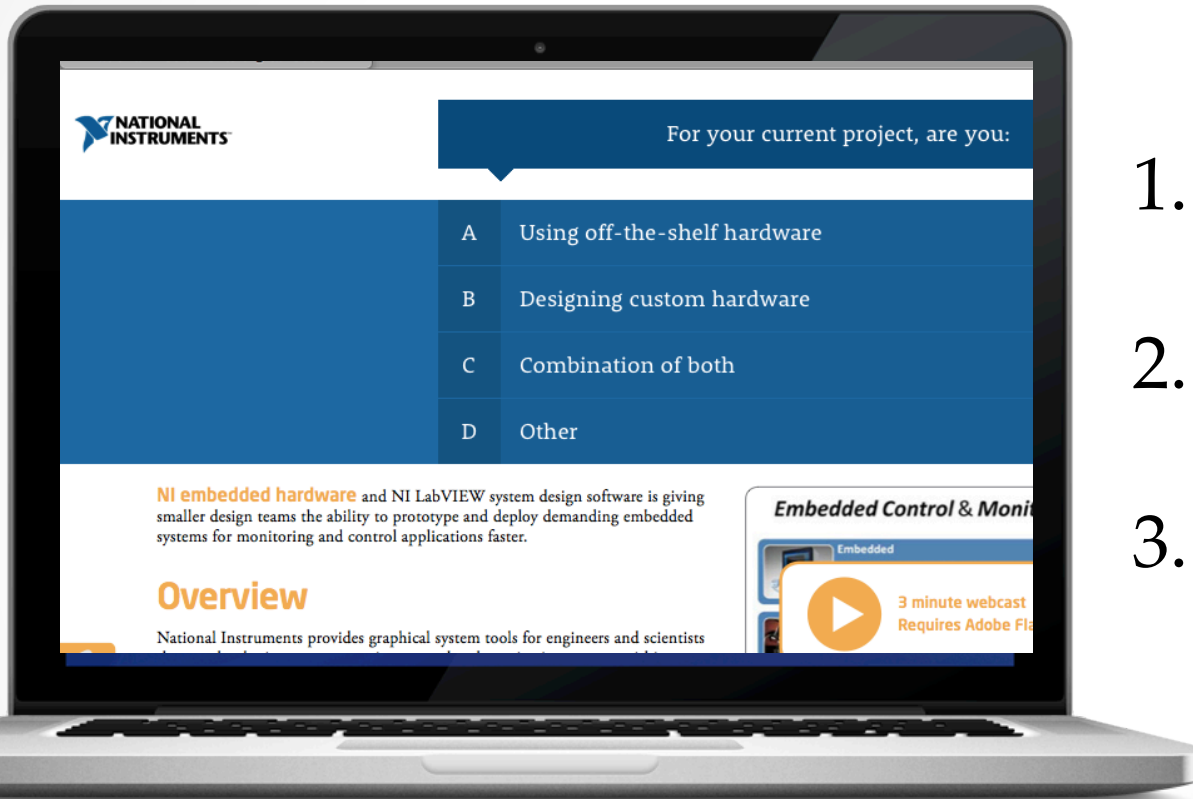 NATIONAL
INSTRUMENTS™
For your current project, are you:
A Using off-the-shelf hardware
B Designing custom hardware
C Combination of both
D Other
NI embedded hardware and NI LabVIEW system design software is giving
smaller design teams the ability to prototype and deploy demanding embedded
systems for monitoring and control applications faster.
Overview
National Instruments provides graphical system tools for engineers and scientists
Embedded Control & Monit
Embedded
3 minute webcast
Requires Adobe Fla
1.
2.
3.